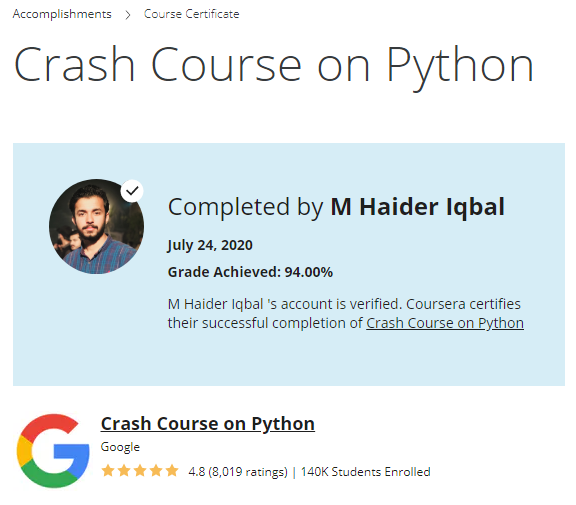 Accomplishments > Course Certificate
Crash Course on Python
Completed by M Haider Iqbal
July 24, 2020
Grade Achieved: 94.00%
M Haider Iqbal 's account is verified. Coursera certifies
their successful completion of Crash Course on Python
Crash Course on Python
Google
4.8 (8,019 ratings) | 140K Students Enrolled